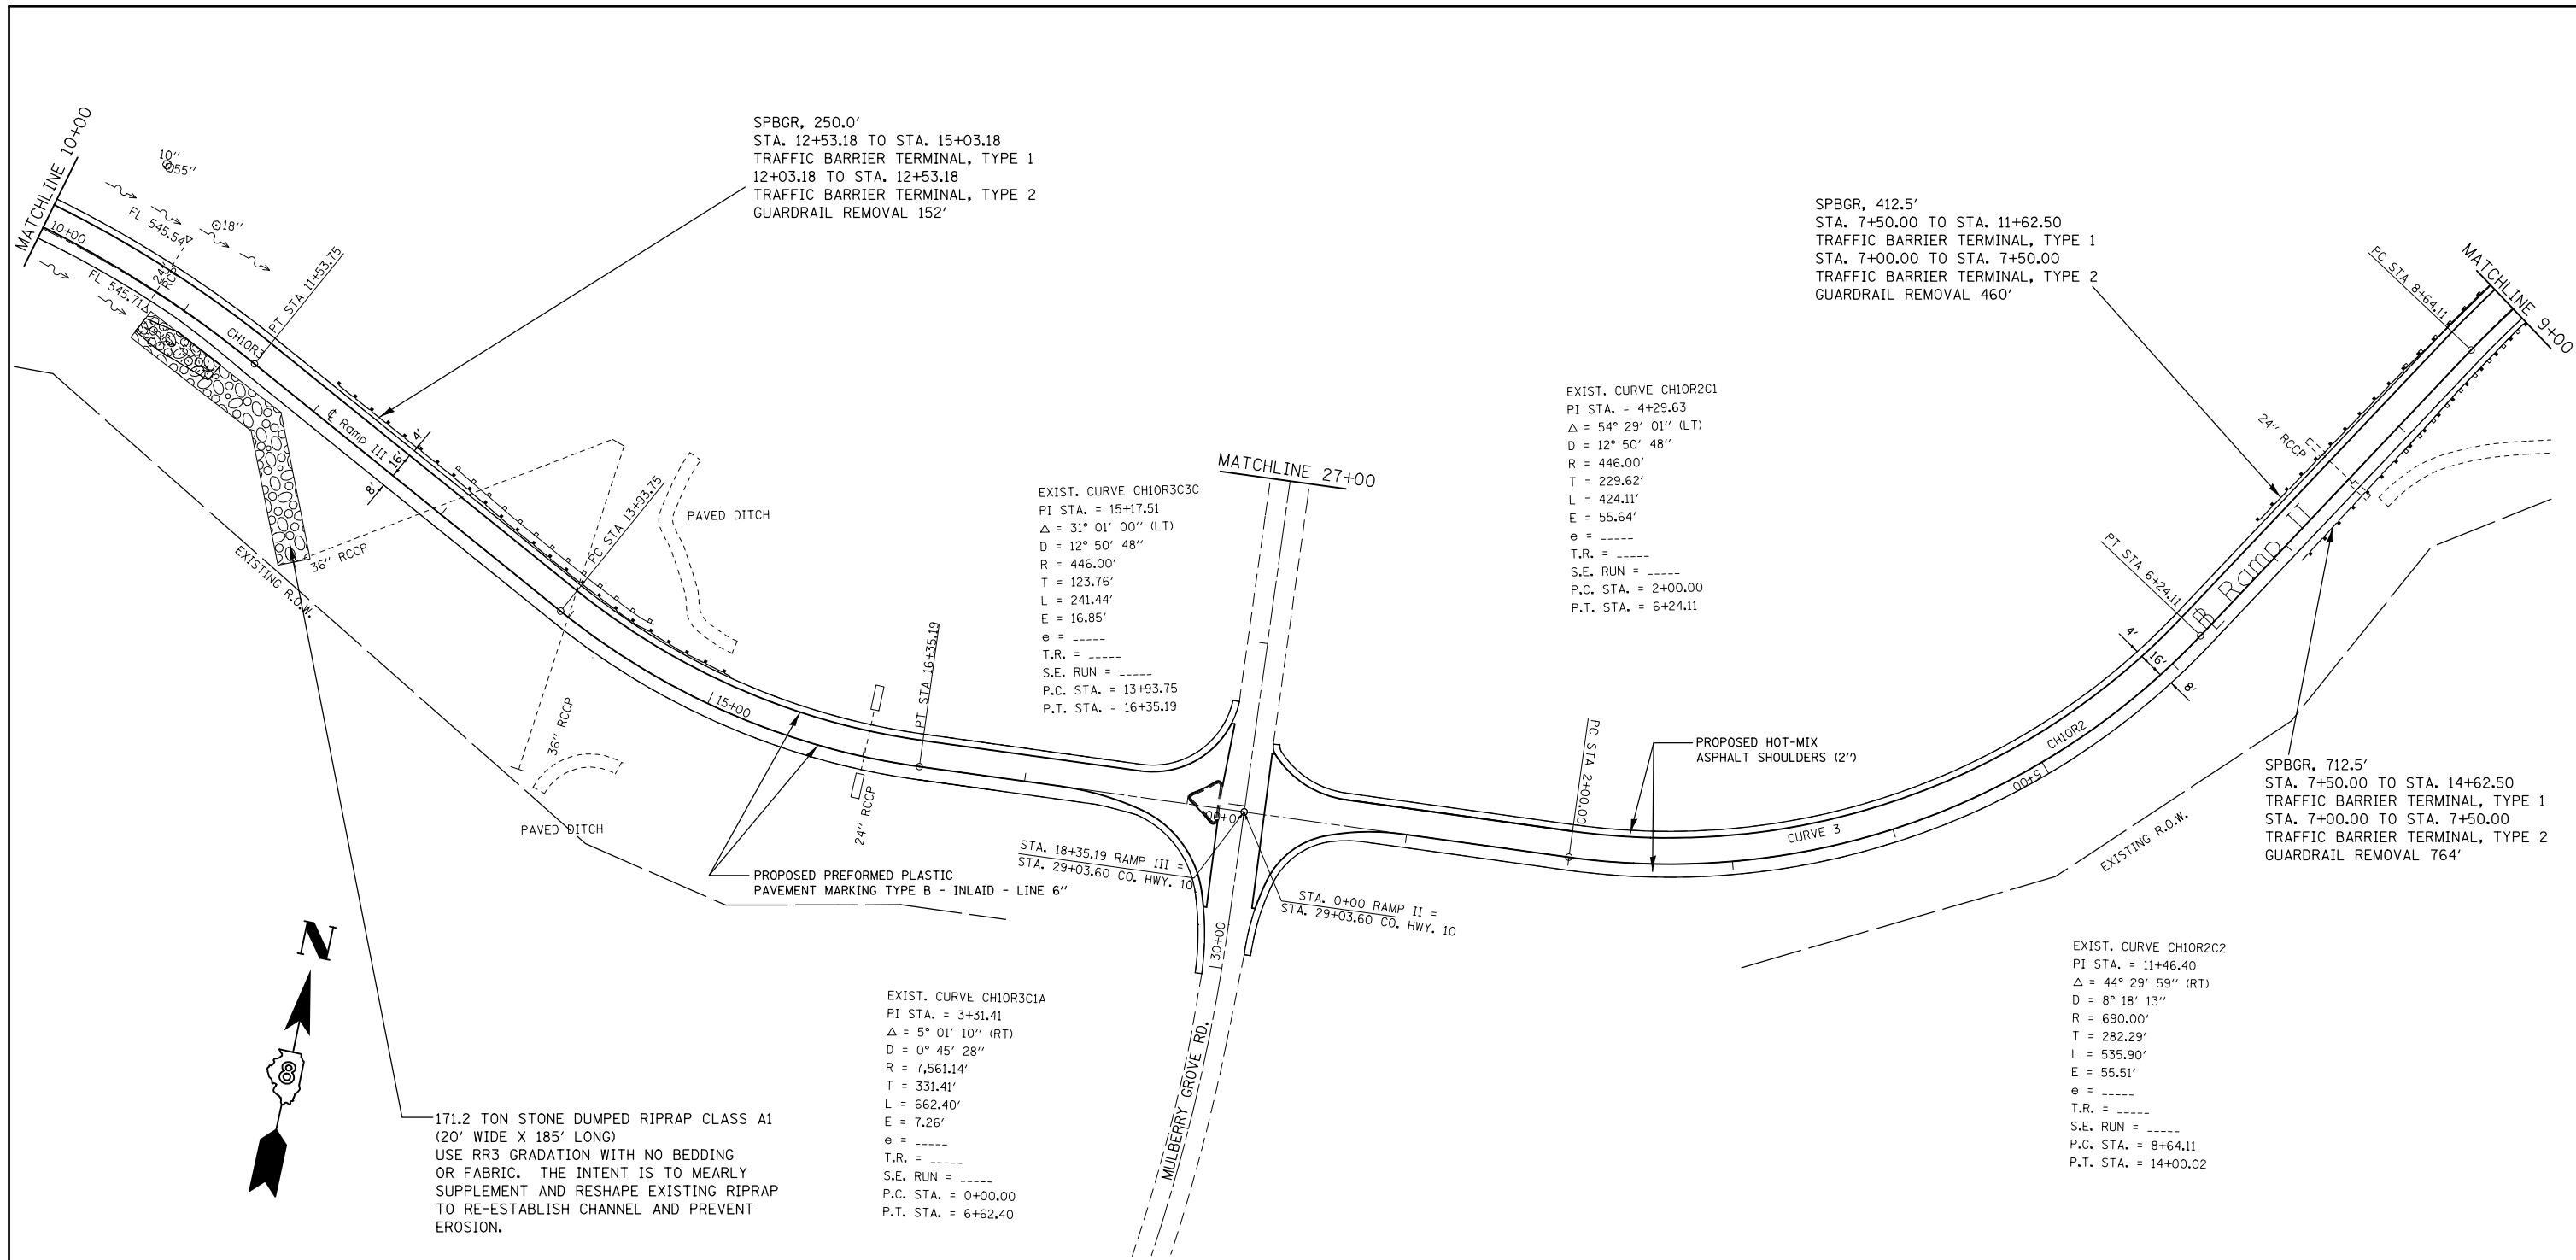 MATCHLINE 10+00
10"
55"
18"
FL 545.54
10+00
24" RCP
FL 545.71
PT STA 11+53.75
CH10R3
℄ Ramp III
4'
16'
8'
SPBGR, 250.0'
STA. 12+53.18 TO STA. 15+03.18
TRAFFIC BARRIER TERMINAL, TYPE 1
12+03.18 TO STA. 12+53.18
TRAFFIC BARRIER TERMINAL, TYPE 2
GUARDRAIL REMOVAL 152'
SPBGR, 412.5'
STA. 7+50.00 TO STA. 11+62.50
TRAFFIC BARRIER TERMINAL, TYPE 1
STA. 7+00.00 TO STA. 7+50.00
TRAFFIC BARRIER TERMINAL, TYPE 2
GUARDRAIL REMOVAL 460'
PC STA 8+64.11
MATCHLINE 9+00
24" RCCP
PT STA 6+24.11
℄ Ramp II
4'
16'
8'
EXIST. CURVE CH10R2C1
PI STA. = 4+29.63
Δ = 54° 29' 01" (LT)
D = 12° 50' 48"
R = 446.00'
T = 229.62'
L = 424.11'
E = 55.64'
e = -----
T.R. = -----
S.E. RUN = -----
P.C. STA. = 2+00.00
P.T. STA. = 6+24.11
MATCHLINE 27+00
EXIST. CURVE CH10R3C3C
PI STA. = 15+17.51
Δ = 31° 01' 00" (LT)
D = 12° 50' 48"
R = 446.00'
T = 123.76'
L = 241.44'
E = 16.85'
e = -----
T.R. = -----
S.E. RUN = -----
P.C. STA. = 13+93.75
P.T. STA. = 16+35.19
PC STA 13+93.75
PAVED DITCH
36" RCCP
EXISTING R.O.W.
36" RCCP
15+00
PT STA 16+35.19
24" RCCP
PAVED DITCH
PROPOSED PREFORMED PLASTIC
PAVEMENT MARKING TYPE B - INLAID - LINE 6"
STA. 18+35.19 RAMP III =
STA. 29+03.60 CO. HWY. 10
STA. 0+00 RAMP II =
STA. 29+03.60 CO. HWY. 10
30+00
PC STA 2+00.00
PROPOSED HOT-MIX
ASPHALT SHOULDERS (2")
CURVE 3
CH10R2
5+00
EXISTING R.O.W.
SPBGR, 712.5'
STA. 7+50.00 TO STA. 14+62.50
TRAFFIC BARRIER TERMINAL, TYPE 1
STA. 7+00.00 TO STA. 7+50.00
TRAFFIC BARRIER TERMINAL, TYPE 2
GUARDRAIL REMOVAL 764'
N
8
171.2 TON STONE DUMPED RIPRAP CLASS A1
(20' WIDE X 185' LONG)
USE RR3 GRADATION WITH NO BEDDING
OR FABRIC. THE INTENT IS TO MEARLY
SUPPLEMENT AND RESHAPE EXISTING RIPRAP
TO RE-ESTABLISH CHANNEL AND PREVENT
EROSION.
EXIST. CURVE CH10R3C1A
PI STA. = 3+31.41
Δ = 5° 01' 10" (RT)
D = 0° 45' 28"
R = 7,561.14'
T = 331.41'
L = 662.40'
E = 7.26'
e = -----
T.R. = -----
S.E. RUN = -----
P.C. STA. = 0+00.00
P.T. STA. = 6+62.40
MULBERRY GROVE RD.
EXIST. CURVE CH10R2C2
PI STA. = 11+46.40
Δ = 44° 29' 59" (RT)
D = 8° 18' 13"
R = 690.00'
T = 282.29'
L = 535.90'
E = 55.51'
e = -----
T.R. = -----
S.E. RUN = -----
P.C. STA. = 8+64.11
P.T. STA. = 14+00.02